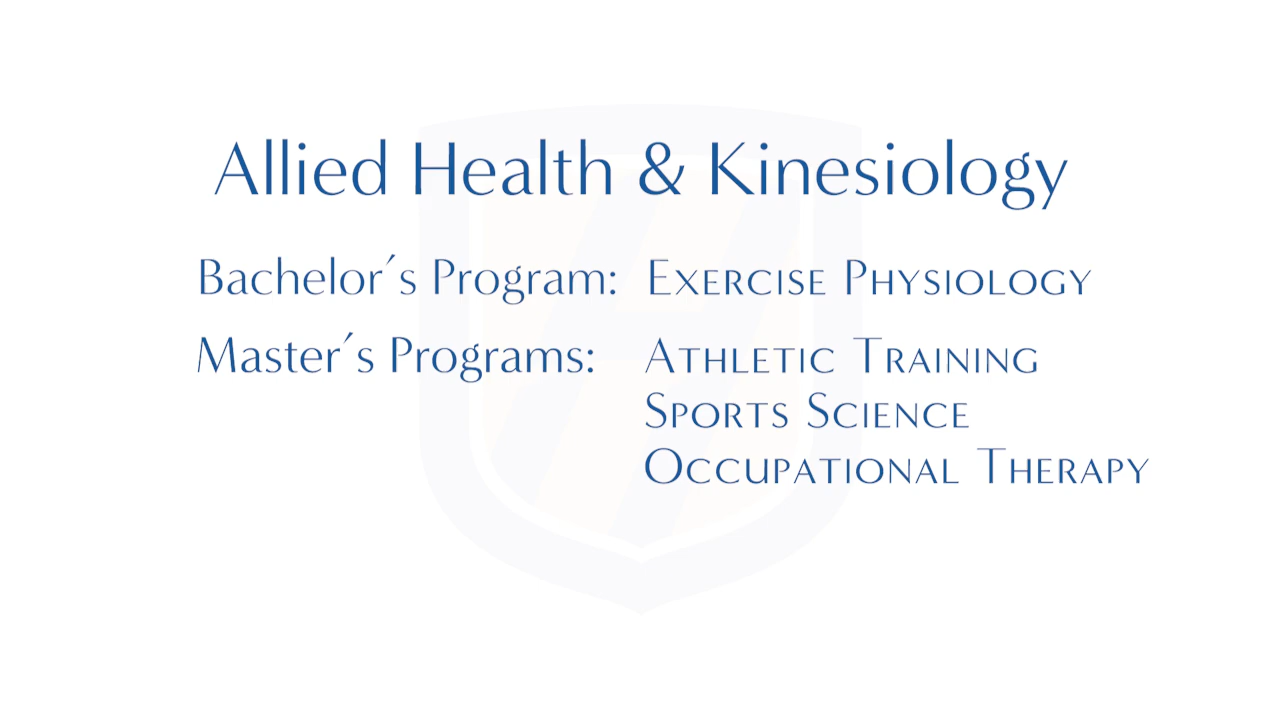 Allied Health & Kinesiology
Bachelor´s Program: Exercise Physiology
Master´s Programs: Athletic Training
Sports Science
Occupational Therapy